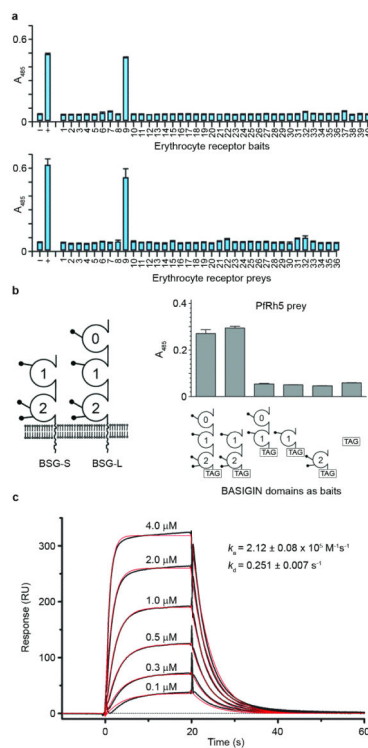 a
0.6
A485
0
– + 1 2 3 4 5 6 7 8 9 10 11 12 13 14 15 16 17 18 19 20 21 22 23 24 25 26 27 28 29 30 31 32 33 34 35 36 37 38 39 40
Erythrocyte receptor baits
0.6
A485
0
– + 1 2 3 4 5 6 7 8 9 10 11 12 13 14 15 16 17 18 19 20 21 22 23 24 25 26 27 28 29 30 31 32 33 34 35 36
Erythrocyte receptor preys
b
0
1 1
2 2
BSG-S BSG-L
PfRh5 prey
0.4
A485
0.2
0
0 0
1 1 1 1
TAG TAG TAG
2 2 2
TAG TAG TAG
BASIGIN domains as baits
c
4.0 μM
2.0 μM
1.0 μM
0.5 μM
0.3 μM
0.1 μM
ka = 2.12 ± 0.08 x 10⁵ M⁻¹s⁻¹
kd = 0.251 ± 0.007 s⁻¹
Response (RU)
300
200
100
0
0 20 40 60
Time (s)